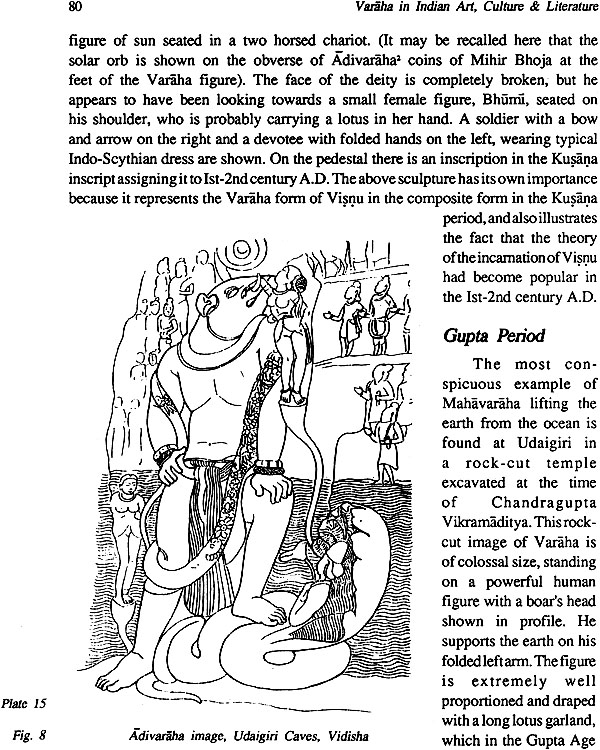 80 Varāha in Indian Art, Culture & Literature
figure of sun seated in a two horsed chariot. (It may be recalled here that the
solar orb is shown on the obverse of Ādivarāha² coins of Mihir Bhoja at the
feet of the Varāha figure). The face of the deity is completely broken, but he
appears to have been looking towards a small female figure, Bhūmī, seated on
his shoulder, who is probably carrying a lotus in her hand. A soldier with a bow
and arrow on the right and a devotee with folded hands on the left, wearing typical
Indo-Scythian dress are shown. On the pedestal there is an inscription in the Kuṣāṇa
inscript assigning it to Ist-2nd century A.D. The above sculpture has its own importance
because it represents the Varāha form of Viṣṇu in the composite form in the Kuṣāṇa
period, and also illustrates
the fact that the theory
of the incarnation of Viṣṇu
had become popular in
the Ist-2nd century A.D.
Gupta Period
The most con-
spicuous example of
Mahāvarāha lifting the
earth from the ocean is
found at Udaigiri in
a rock-cut temple
excavated at the time
of Chandragupta
Vikramāditya. This rock-
cut image of Varāha is
of colossal size, standing
on a powerful human
figure with a boar's head
shown in profile. He
supports the earth on his
folded left arm. The figure
is extremely well
proportioned and draped
with a long lotus garland,
which in the Gupta Age
Plate 15
Fig. 8 Ādivarāha image, Udaigiri Caves, Vidisha